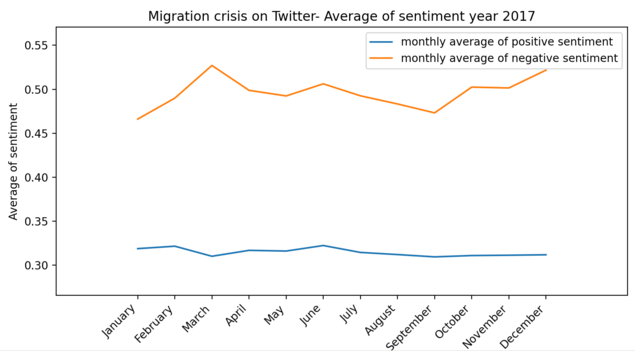 Migration crisis on Twitter- Average of sentiment year 2017
monthly average of positive sentiment
monthly average of negative sentiment
Average of sentiment
0.55
0.50
0.45
0.40
0.35
0.30
January
February
March
April
May
June
July
August
September
October
November
December